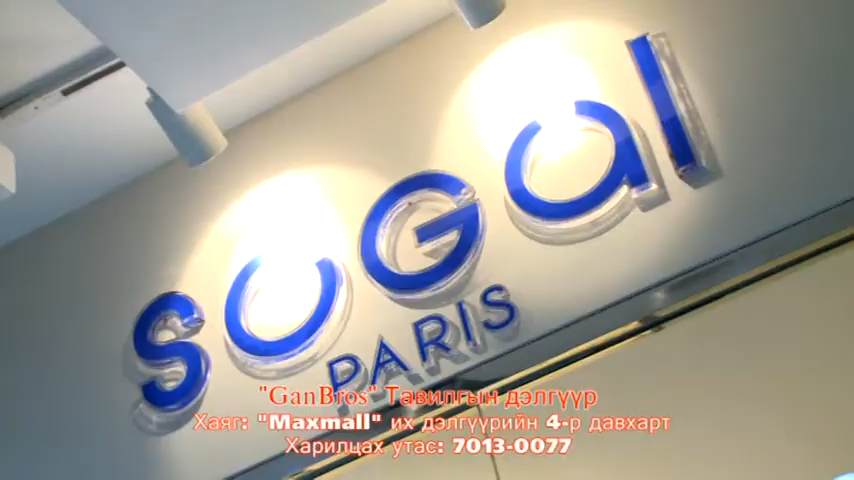 sogal
PARIS
"GanBros" Тавилгын дэлгүүр
Хаяг: "Maxmall" их дэлгүүрийн 4-р давхарт
Харилцах утас: 7013-0077